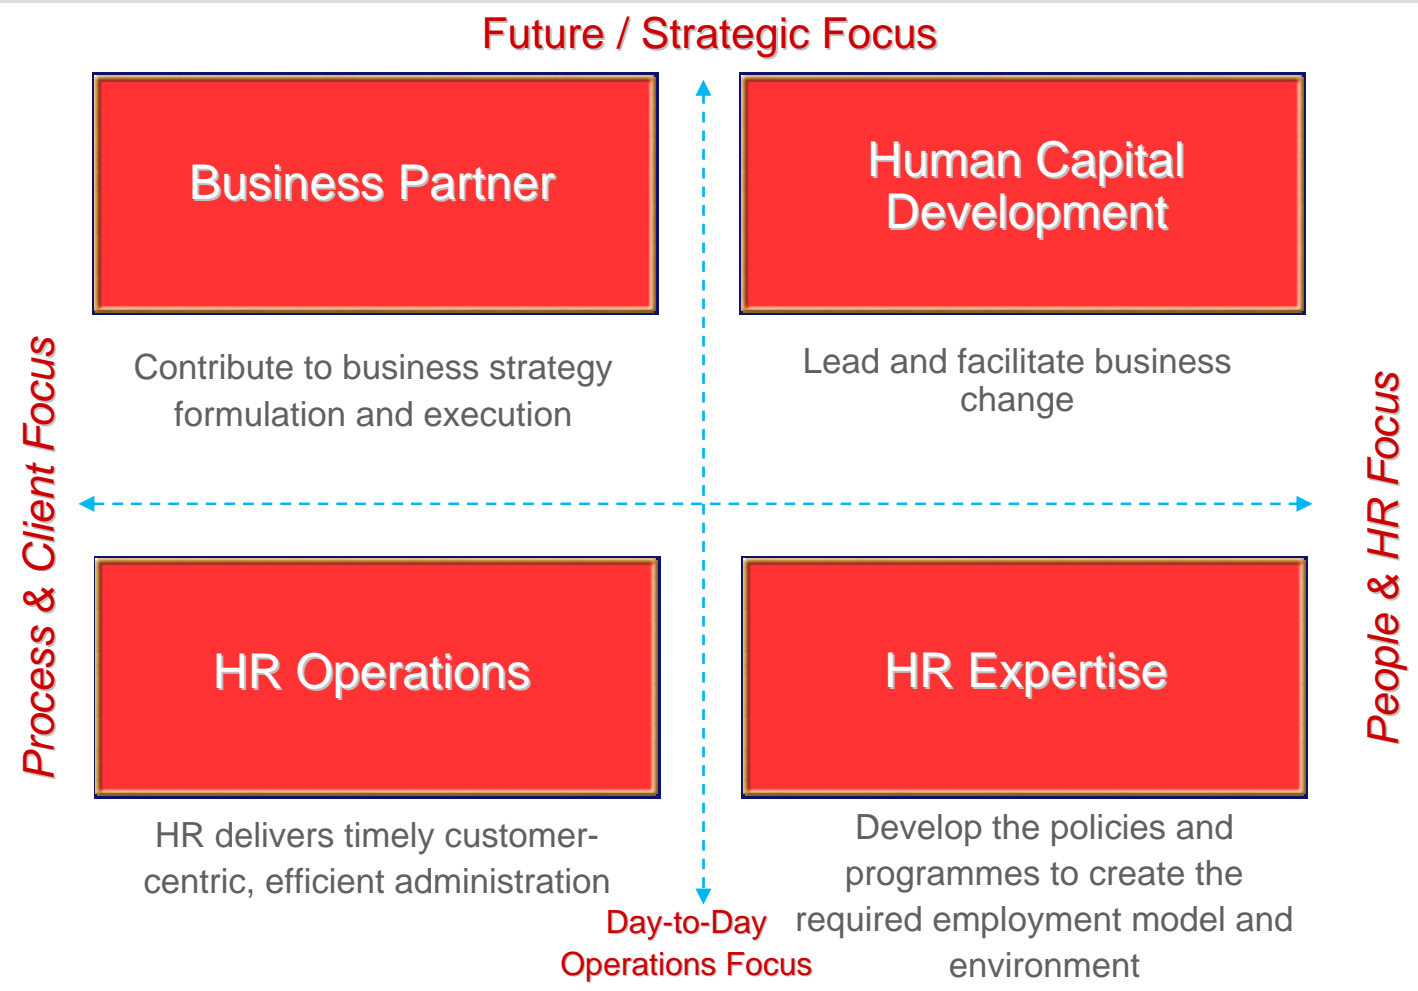 Future / Strategic Focus
Business Partner
Human Capital
Development
Contribute to business strategy
formulation and execution
Lead and facilitate business
change
Process & Client Focus
People & HR Focus
HR Operations
HR Expertise
HR delivers timely customer-
centric, efficient administration
Develop the policies and
programmes to create the
required employment model and
environment
Day-to-Day
Operations Focus